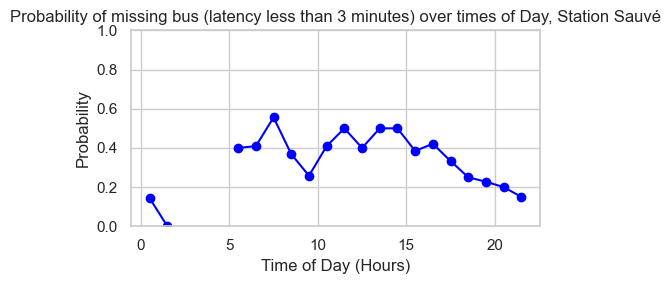 Probability of missing bus (latency less than 3 minutes) over times of Day, Station Sauvé
1.0
0.8
0.6
0.4
0.2
0.0
Probability
0 5 10 15 20
Time of Day (Hours)